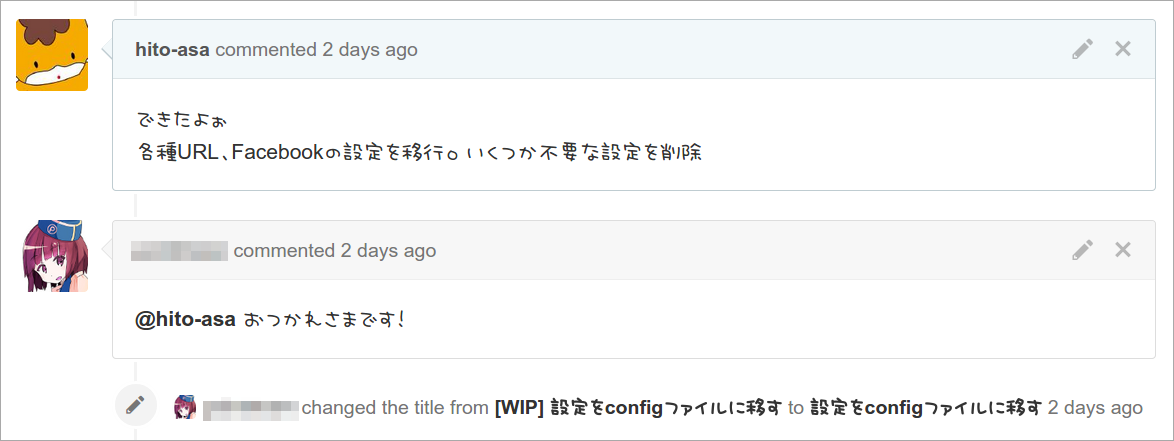 hito-asa commented 2 days ago
できたよぉ
各種URL、Facebookの設定を移行。いくつか不要な設定を削除
commented 2 days ago
@hito-asa おつかれさまです!
changed the title from [WIP] 設定をconfigファイルに移す to 設定をconfigファイルに移す 2 days ago